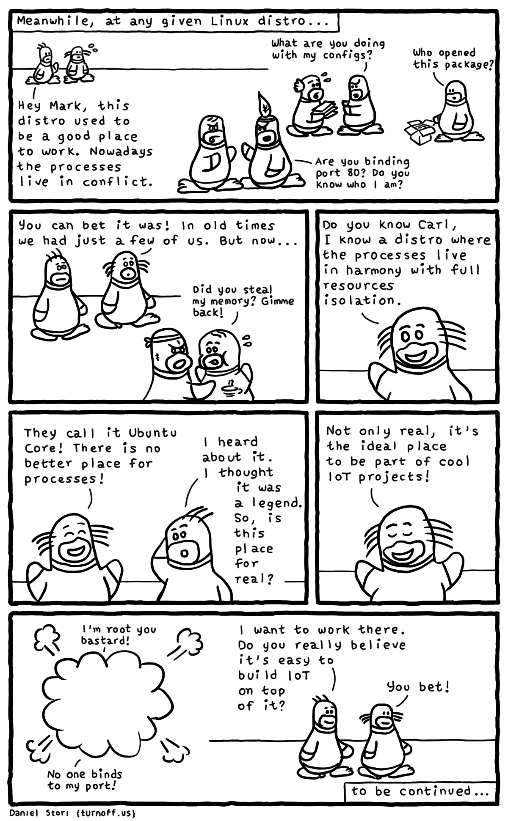 Meanwhile, at any given Linux distro...
What are you doing
with my configs?
Who opened
this package?
Hey Mark, this
distro used to
be a good place
to work. Nowadays
the processes
live in conflict.
Are you binding
port 80? Do you
know who I am?
You can bet it was! In old times
we had just a few of us. But now...
Did you steal
my memory? Gimme
back!
Do you know Carl,
I know a distro where
the processes live
in harmony with full
resources
isolation.
They call it Ubuntu
Core! There is no
better place for
processes!
I heard
about it.
I thought
it was
a legend.
So, is
this
place
for
real?
Not only real, it's
the ideal place
to be part of cool
IoT projects!
I'm root you
bastard!
No one binds
to my port!
I want to work there.
Do you really believe
it's easy to
build IoT
on top
of it?
You bet!
to be continued...
Daniel Stori {turnoff.us}